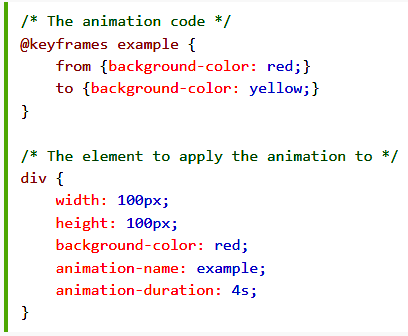 /* The animation code */
@keyframes example {
    from {background-color: red;}
    to {background-color: yellow;}
}

/* The element to apply the animation to */
div {
    width: 100px;
    height: 100px;
    background-color: red;
    animation-name: example;
    animation-duration: 4s;
}